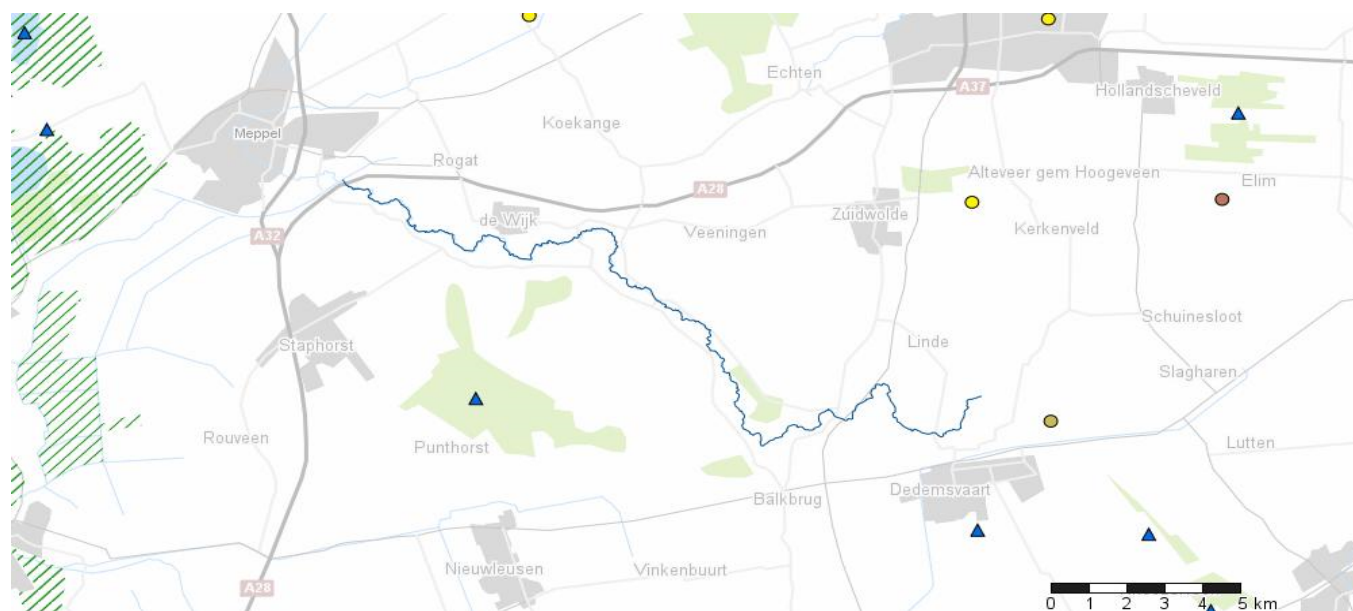 Echten
A37
Hollandscheveld
Meppel
Koekange
Rogat
Alteveer gem Hoogeveen
Elim
A28
de Wijk
Zuidwolde
A32
Veeningen
Kerkenveld
Schuinesloot
Staphorst
Linde
Slagharen
Rouveen
Punthorst
Lutten
Dedemsvaart
Balkbrug
Nieuwleusen
Vinkenbuurt
A28
0 1 2 3 4 5 km